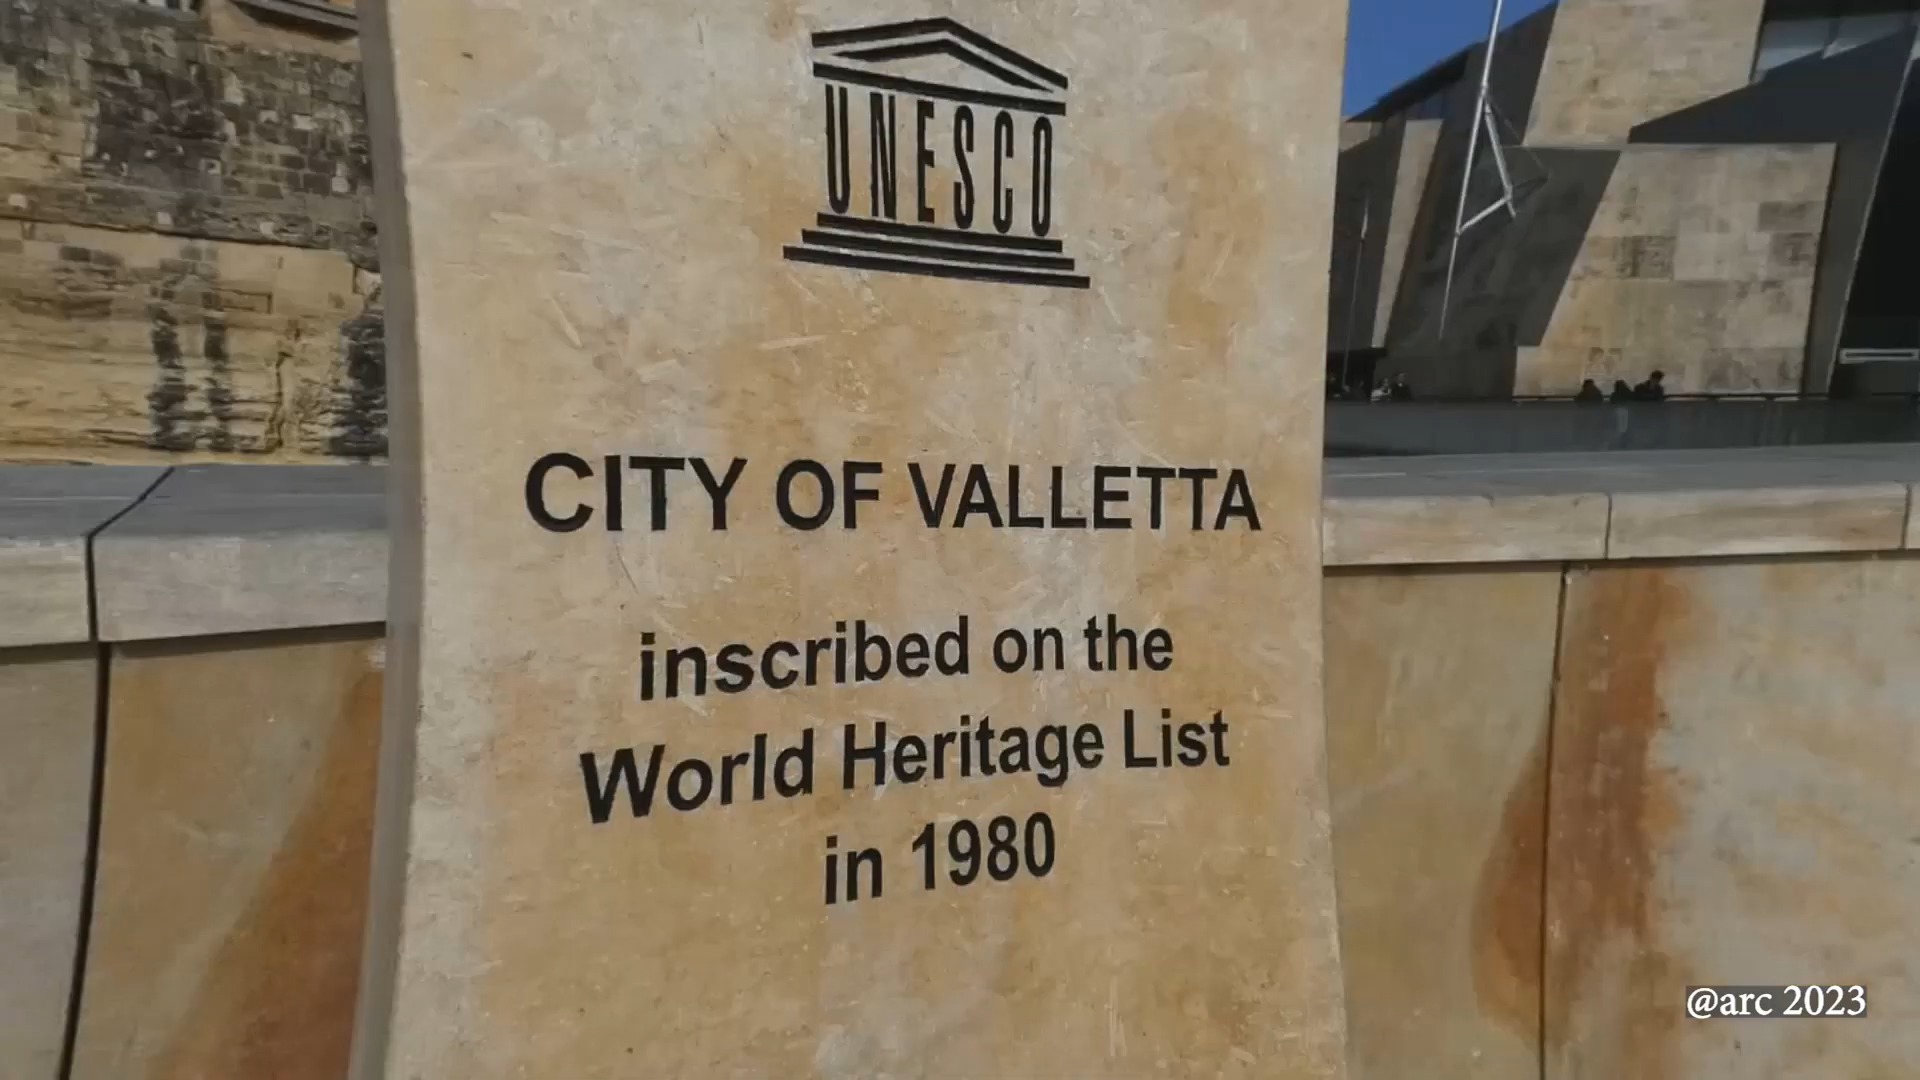 UNESCO
CITY OF VALLETTA
inscribed on the
World Heritage List
in 1980
@arc 2023